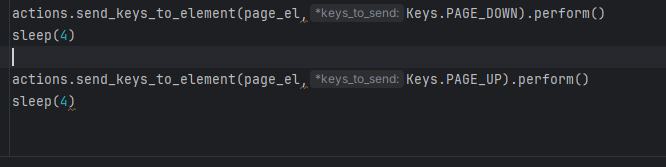 actions.send_keys_to_element(page_el, *keys_to_send: Keys.PAGE_DOWN).perform()
sleep(4)
actions.send_keys_to_element(page_el, *keys_to_send: Keys.PAGE_UP).perform()
sleep(4)